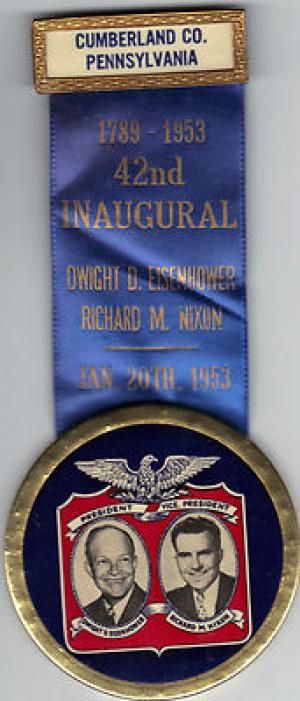 CUMBERLAND CO.
PENNSYLVANIA
1789 - 1953
42nd
INAUGURAL
DWIGHT D. EISENHOWER
RICHARD M. NIXON
JAN 20TH, 1953
PRESIDENT VICE PRESIDENT
DWIGHT D. EISENHOWER RICHARD M. NIXON